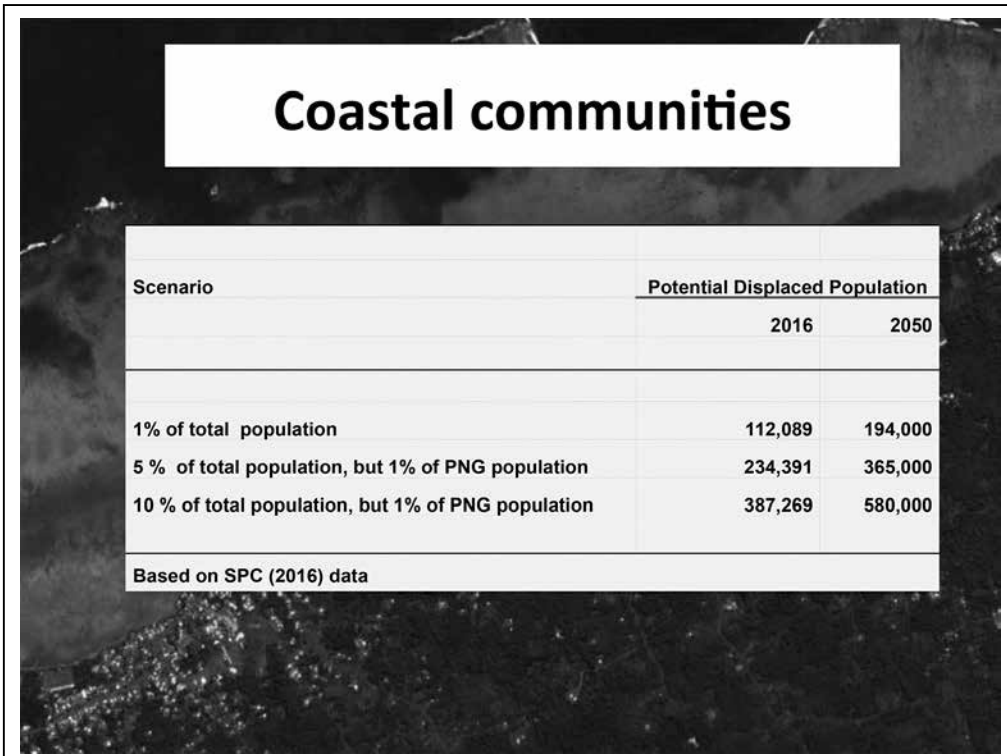 Coastal communities
Scenario Potential Displaced Population
2016 2050
1% of total population 112,089 194,000
5 % of total population, but 1% of PNG population 234,391 365,000
10 % of total population, but 1% of PNG population 387,269 580,000
Based on SPC (2016) data